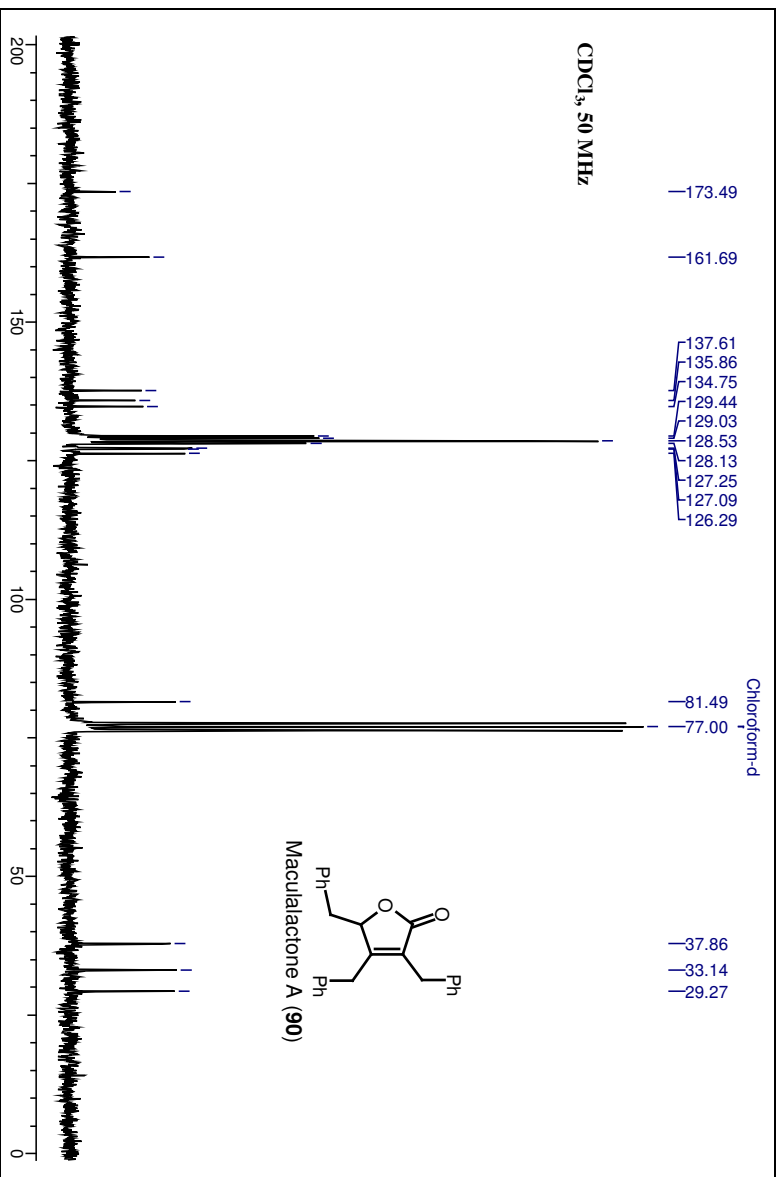 CDCl₃, 50 MHz
173.49
161.69
137.61
135.86
134.75
129.44
129.03
128.53
128.13
127.25
127.09
126.29
81.49
77.00
Chloroform-d
37.86
33.14
29.27
O
O
Ph
Ph
Ph
Maculalactone A (90)
200
150
100
50
0